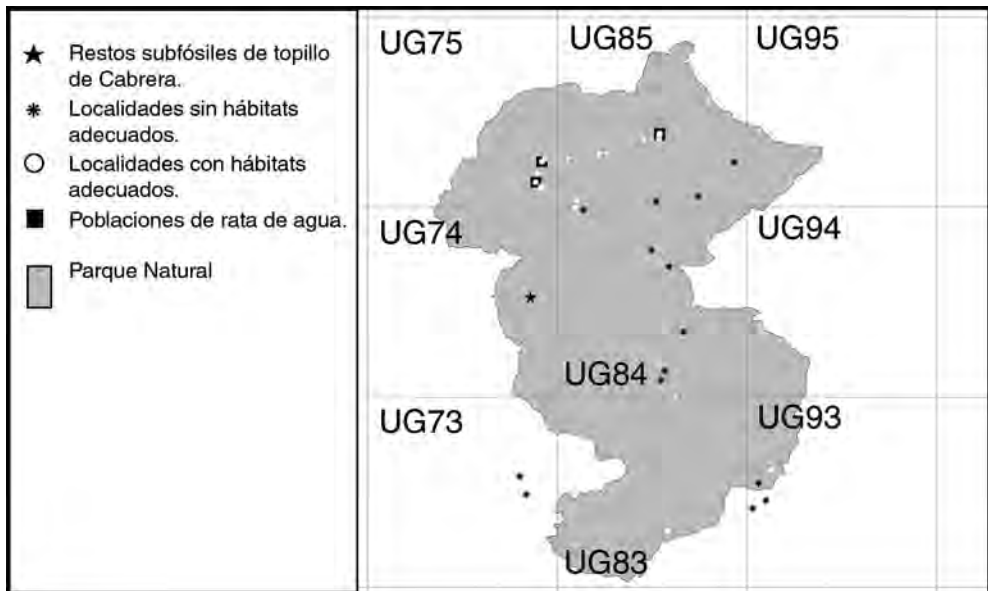 Restos subfósiles de topillo
de Cabrera.
Localidades sin hábitats
adecuados.
Localidades con hábitats
adecuados.
Poblaciones de rata de agua.
Parque Natural
UG75
UG85
UG95
UG74
UG94
UG84
UG73
UG93
UG83